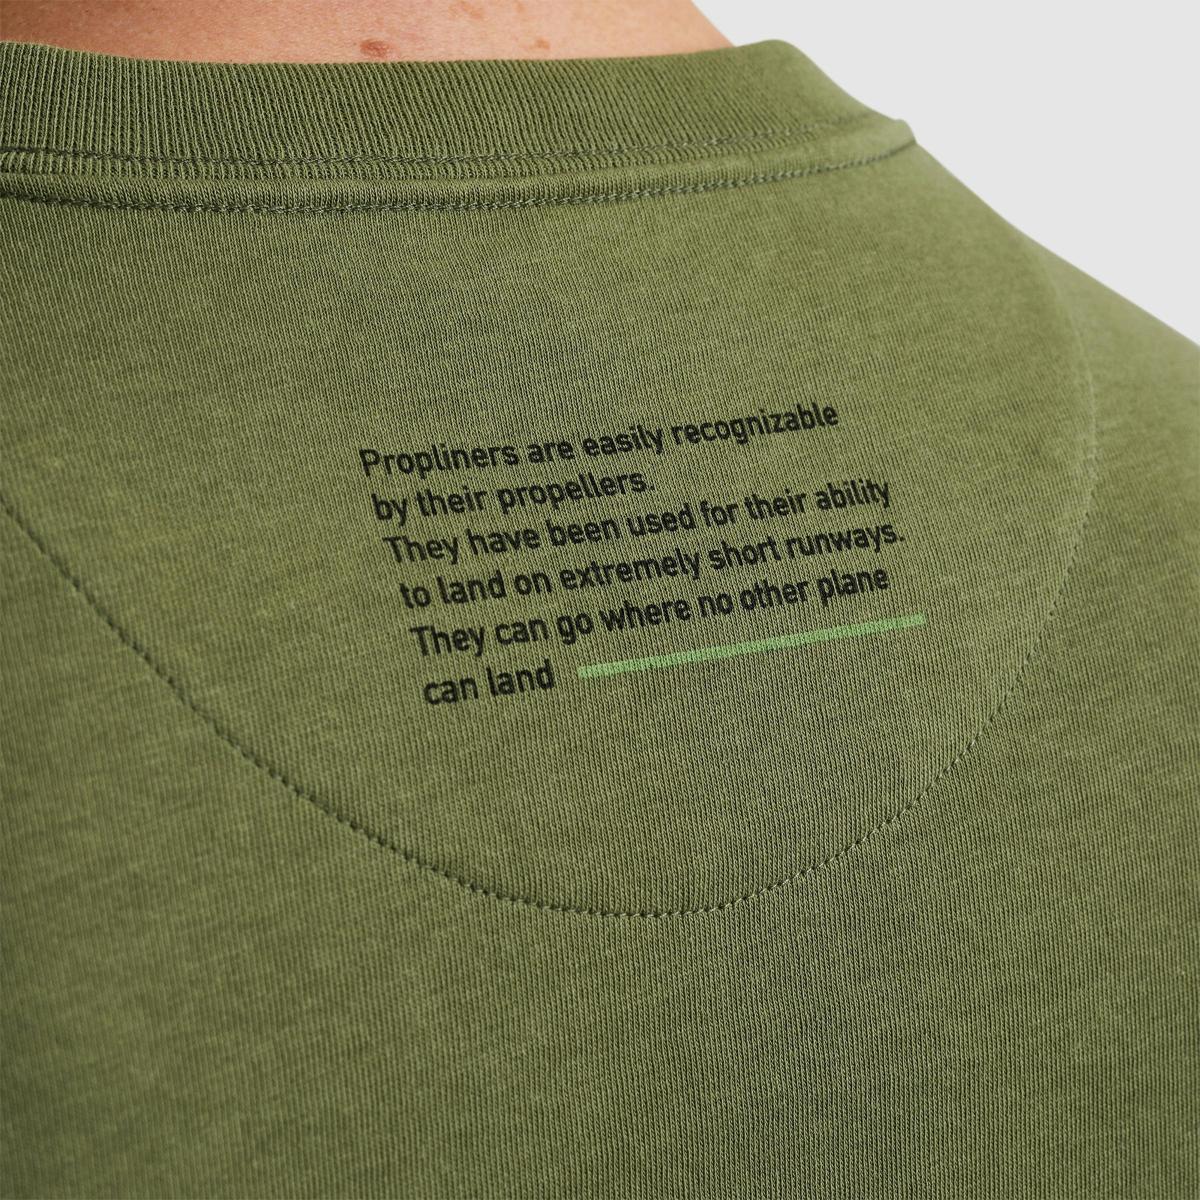 Propliners are easily recognizable
by their propellers.
They have been used for their ability
to land on extremely short runways.
They can go where no other plane
can land